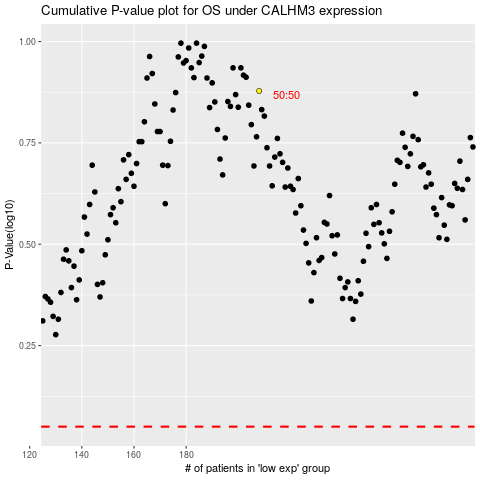 Cumulative P-value plot for OS under CALHM3 expression
1.00
50:50
0.75
P-Value(log10)
0.50
0.25
120 140 160 180
# of patients in 'low exp' group